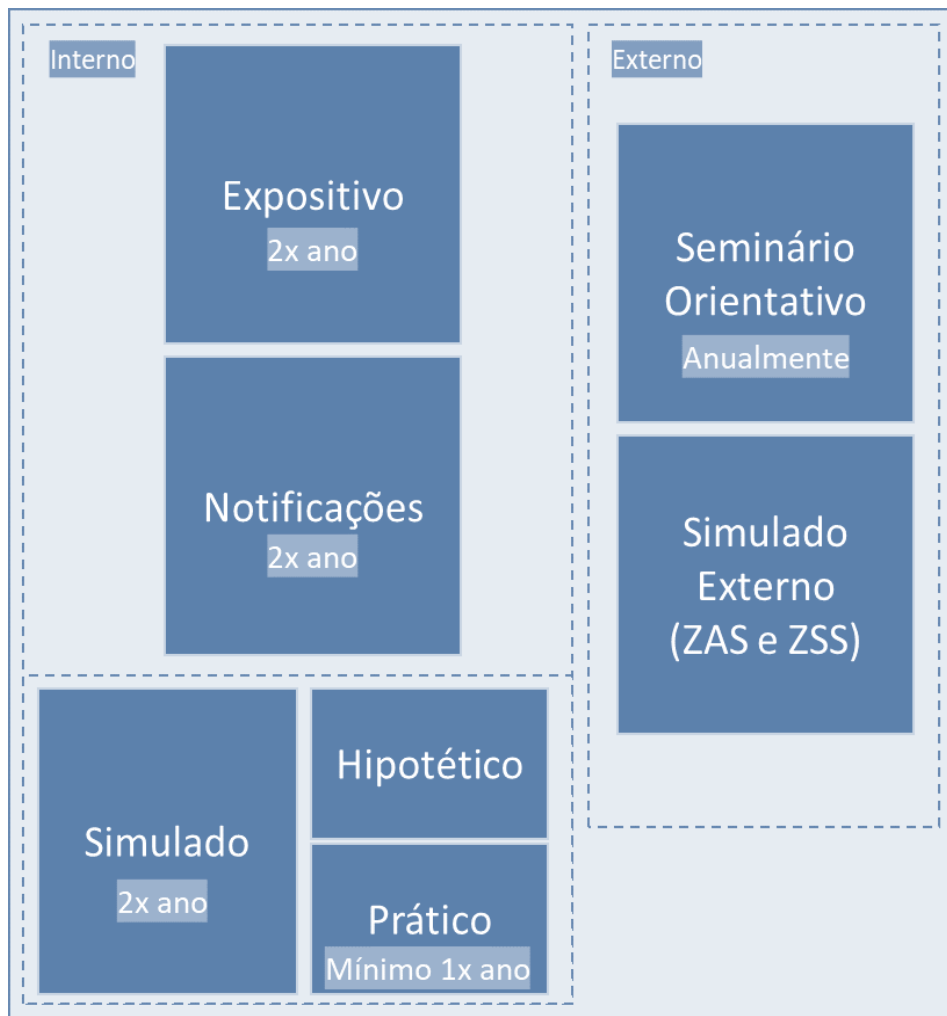 Interno
Expositivo
2x ano
Notificações
2x ano
Simulado
2x ano
Hipotético
Prático
Mínimo 1x ano
Externo
Seminário
Orientativo
Anualmente
Simulado
Externo
(ZAS e ZSS)